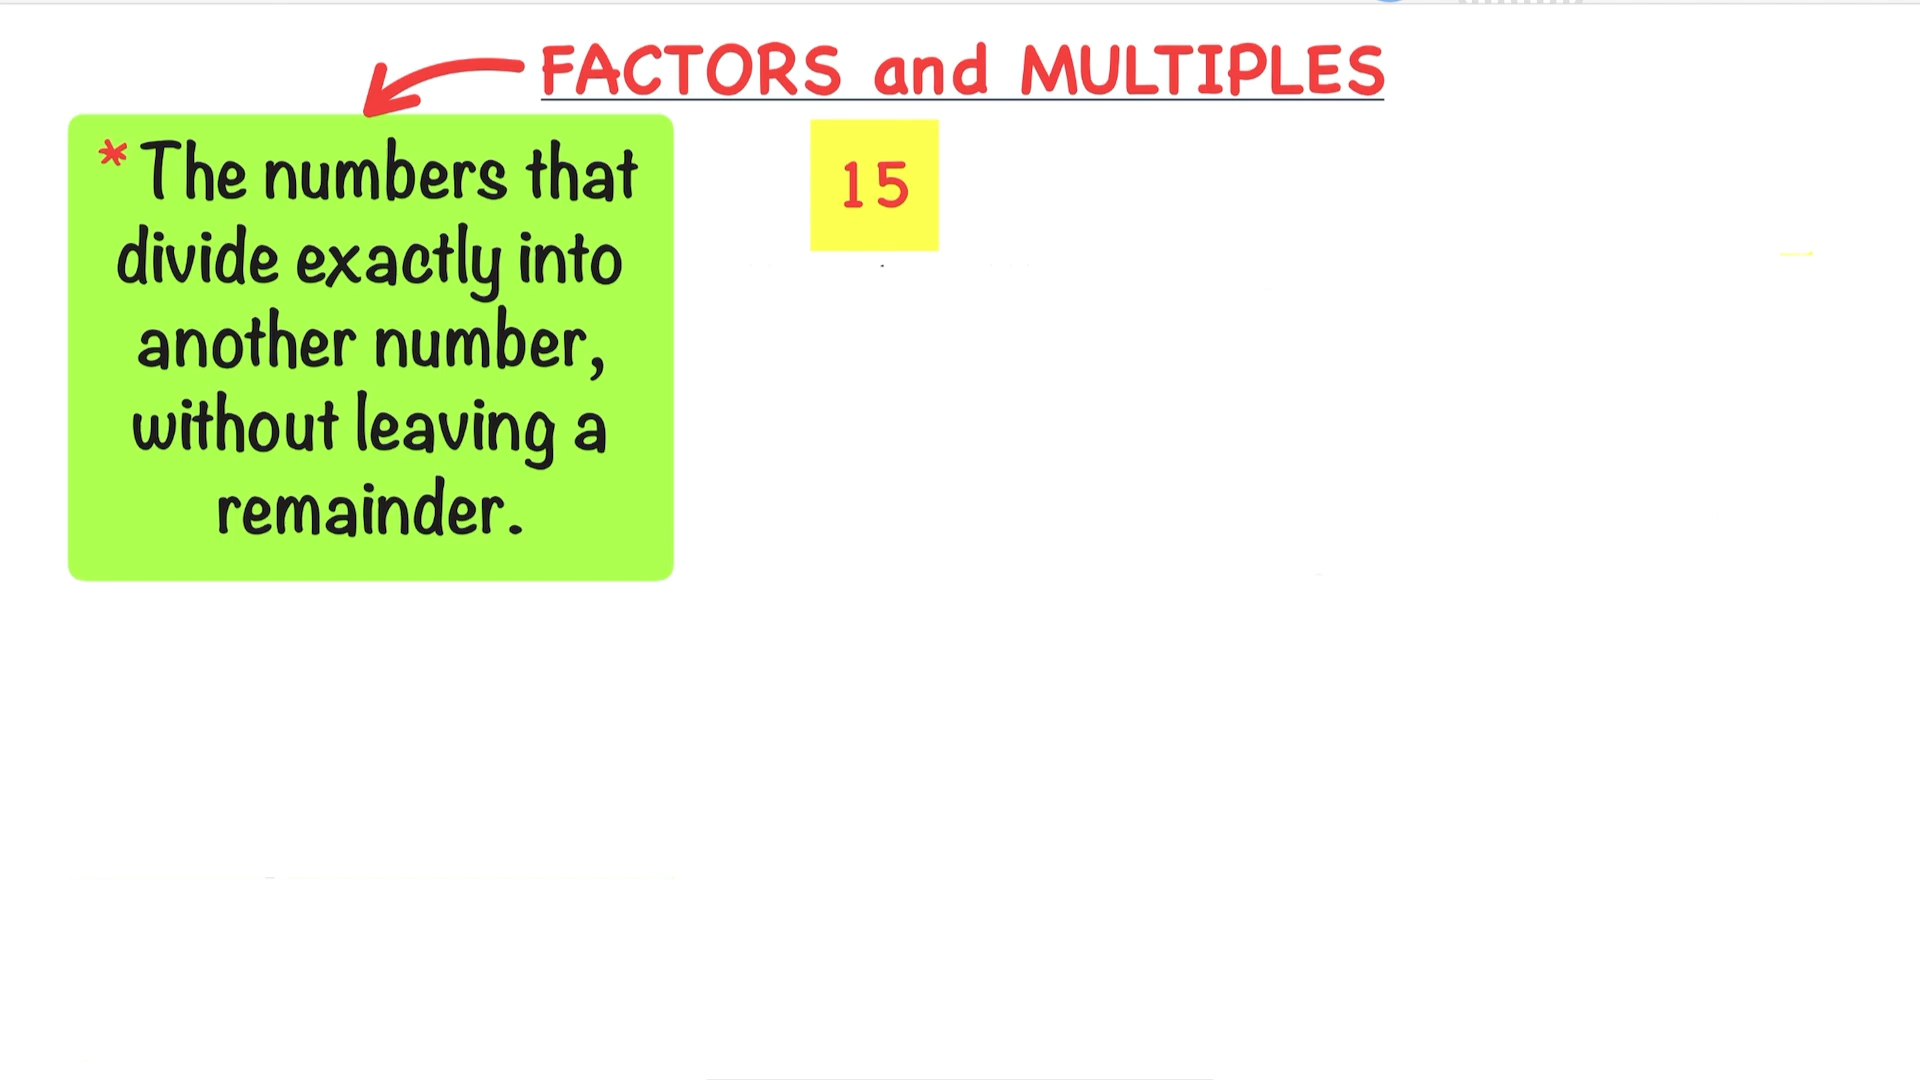 FACTORS and MULTIPLES
* The numbers that
divide exactly into
another number,
without leaving a
remainder.
15